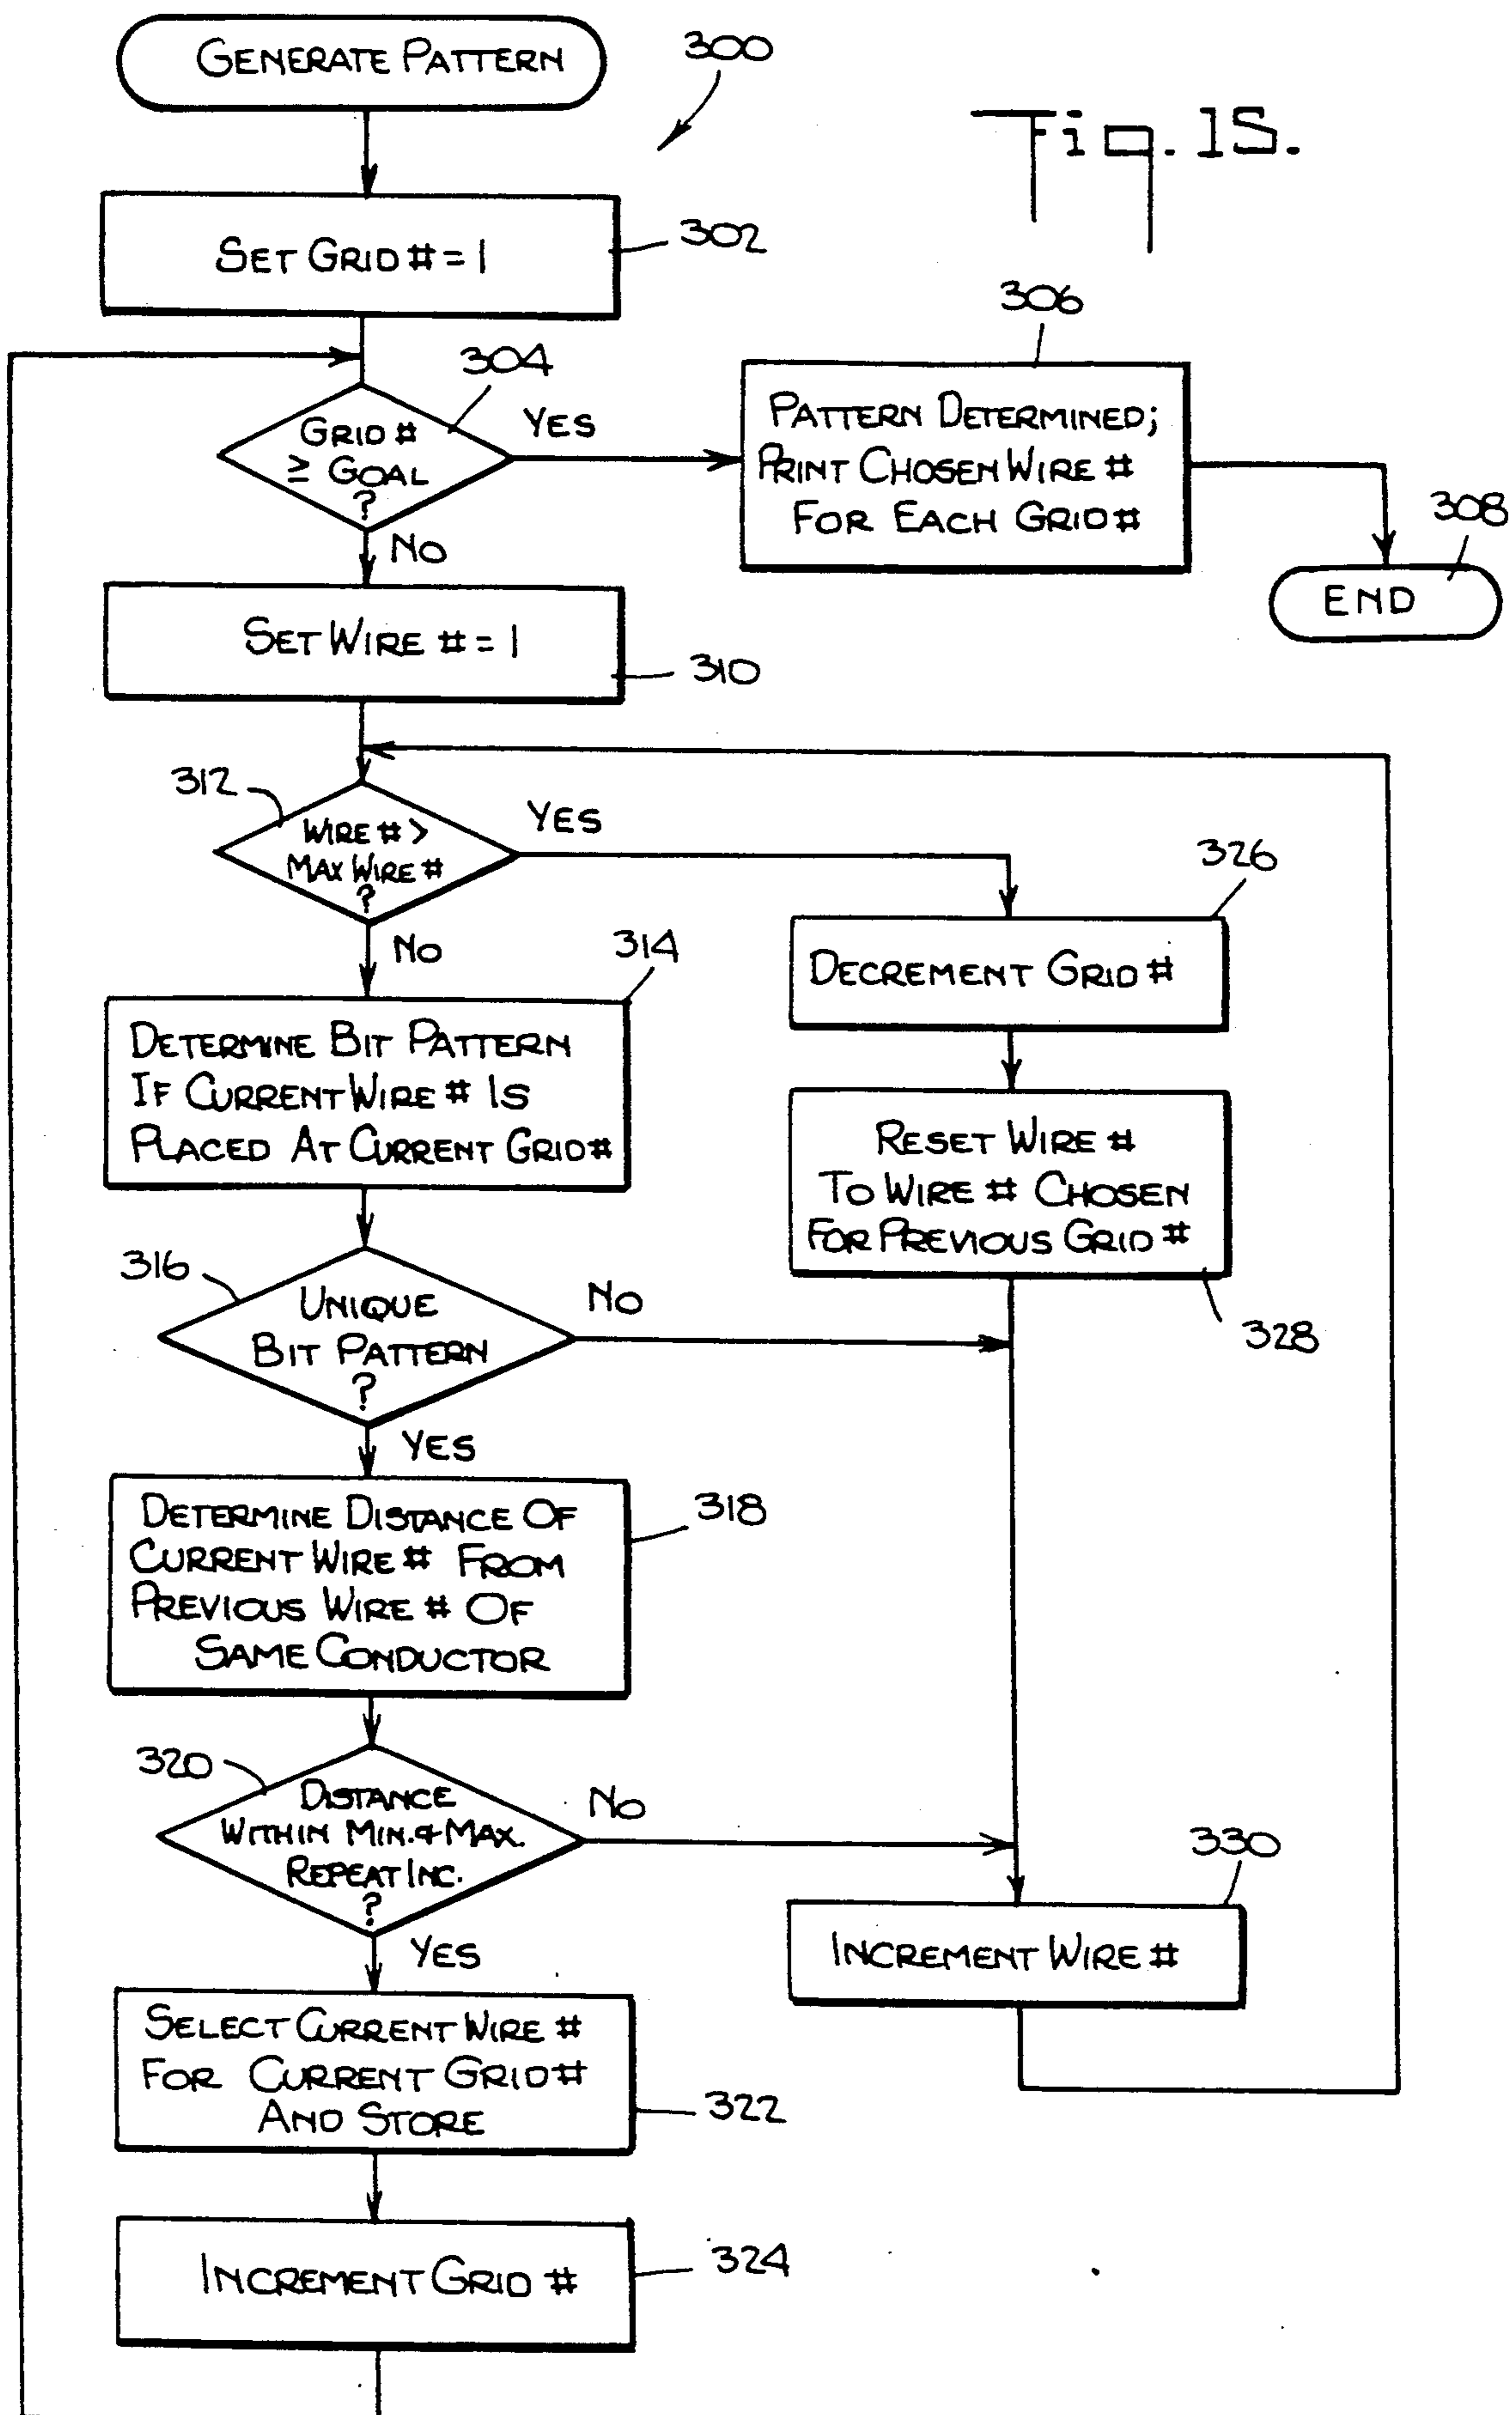 GENERATE PATTERN
300
Fig. 15.
SET GRID # = 1
302
304
GRID #
≥ GOAL
?
YES
NO
306
PATTERN DETERMINED;
PRINT CHOSEN WIRE #
FOR EACH GRID #
308
END
SET WIRE # = 1
310
312
WIRE # >
MAX WIRE #
?
YES
NO
326
DECREMENT GRID #
314
DETERMINE BIT PATTERN
IF CURRENT WIRE # IS
PLACED AT CURRENT GRID #
RESET WIRE #
TO WIRE # CHOSEN
FOR PREVIOUS GRID #
328
316
UNIQUE
BIT PATTERN
?
NO
YES
DETERMINE DISTANCE OF
CURRENT WIRE # FROM
PREVIOUS WIRE # OF
SAME CONDUCTOR
318
320
DISTANCE
WITHIN MIN. & MAX.
REPEAT INC.
?
NO
YES
330
INCREMENT WIRE #
SELECT CURRENT WIRE #
FOR CURRENT GRID #
AND STORE
322
INCREMENT GRID #
324